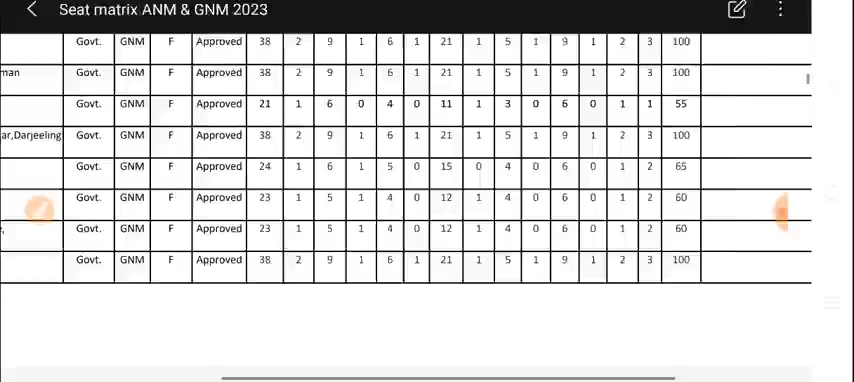 Seat matrix ANM & GNM 2023
Govt. GNM F Approved 38 2 9 1 6 1 21 1 5 1 9 1 2 3 100
man Govt. GNM F Approved 38 2 9 1 6 1 21 1 5 1 9 1 2 3 100
Govt. GNM F Approved 21 1 6 0 4 0 11 1 3 0 6 0 1 1 55
ar,Darjeeling Govt. GNM F Approved 38 2 9 1 6 1 21 1 5 1 9 1 2 3 100
Govt. GNM F Approved 24 1 6 1 5 0 15 0 4 0 6 0 1 2 65
Govt. GNM F Approved 23 1 5 1 4 0 12 1 4 0 6 0 1 2 60
, Govt. GNM F Approved 23 1 5 1 4 0 12 1 4 0 6 0 1 2 60
Govt. GNM F Approved 38 2 9 1 6 1 21 1 5 1 9 1 2 3 100